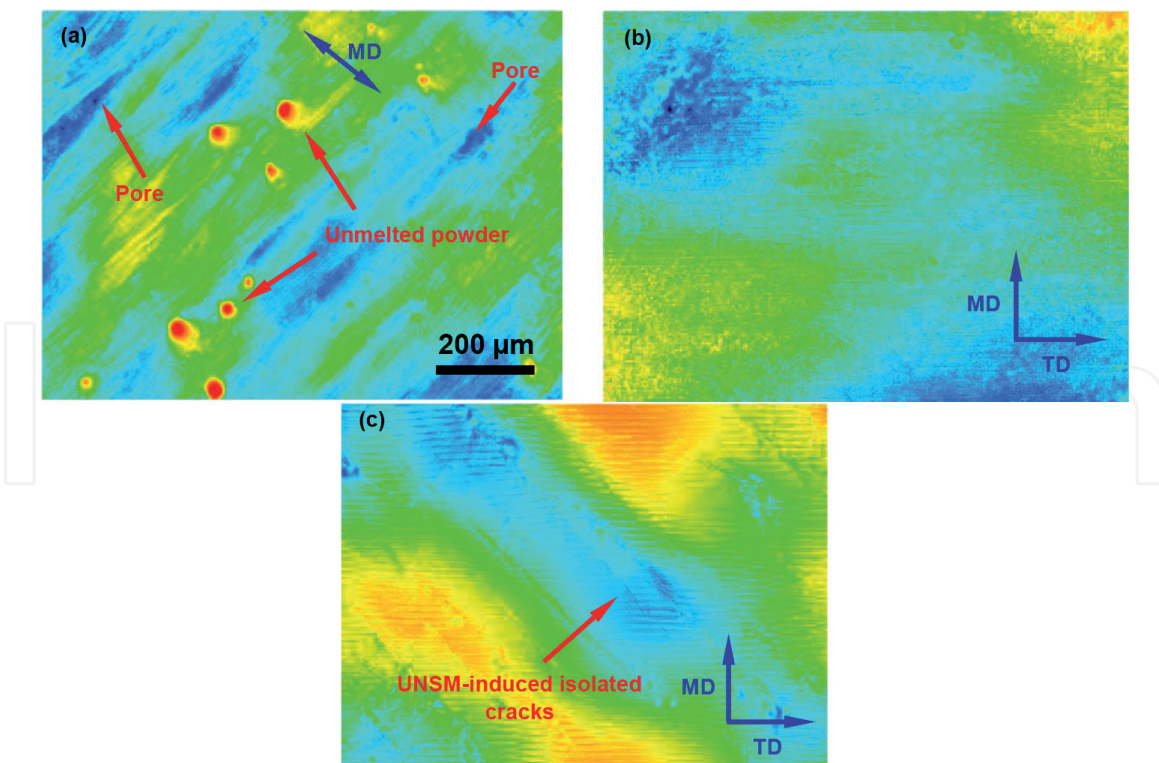 (a)
MD
Pore
Pore
Unmelted powder
200 µm
(b)
MD
TD
(c)
UNSM-induced isolated
cracks
MD
TD